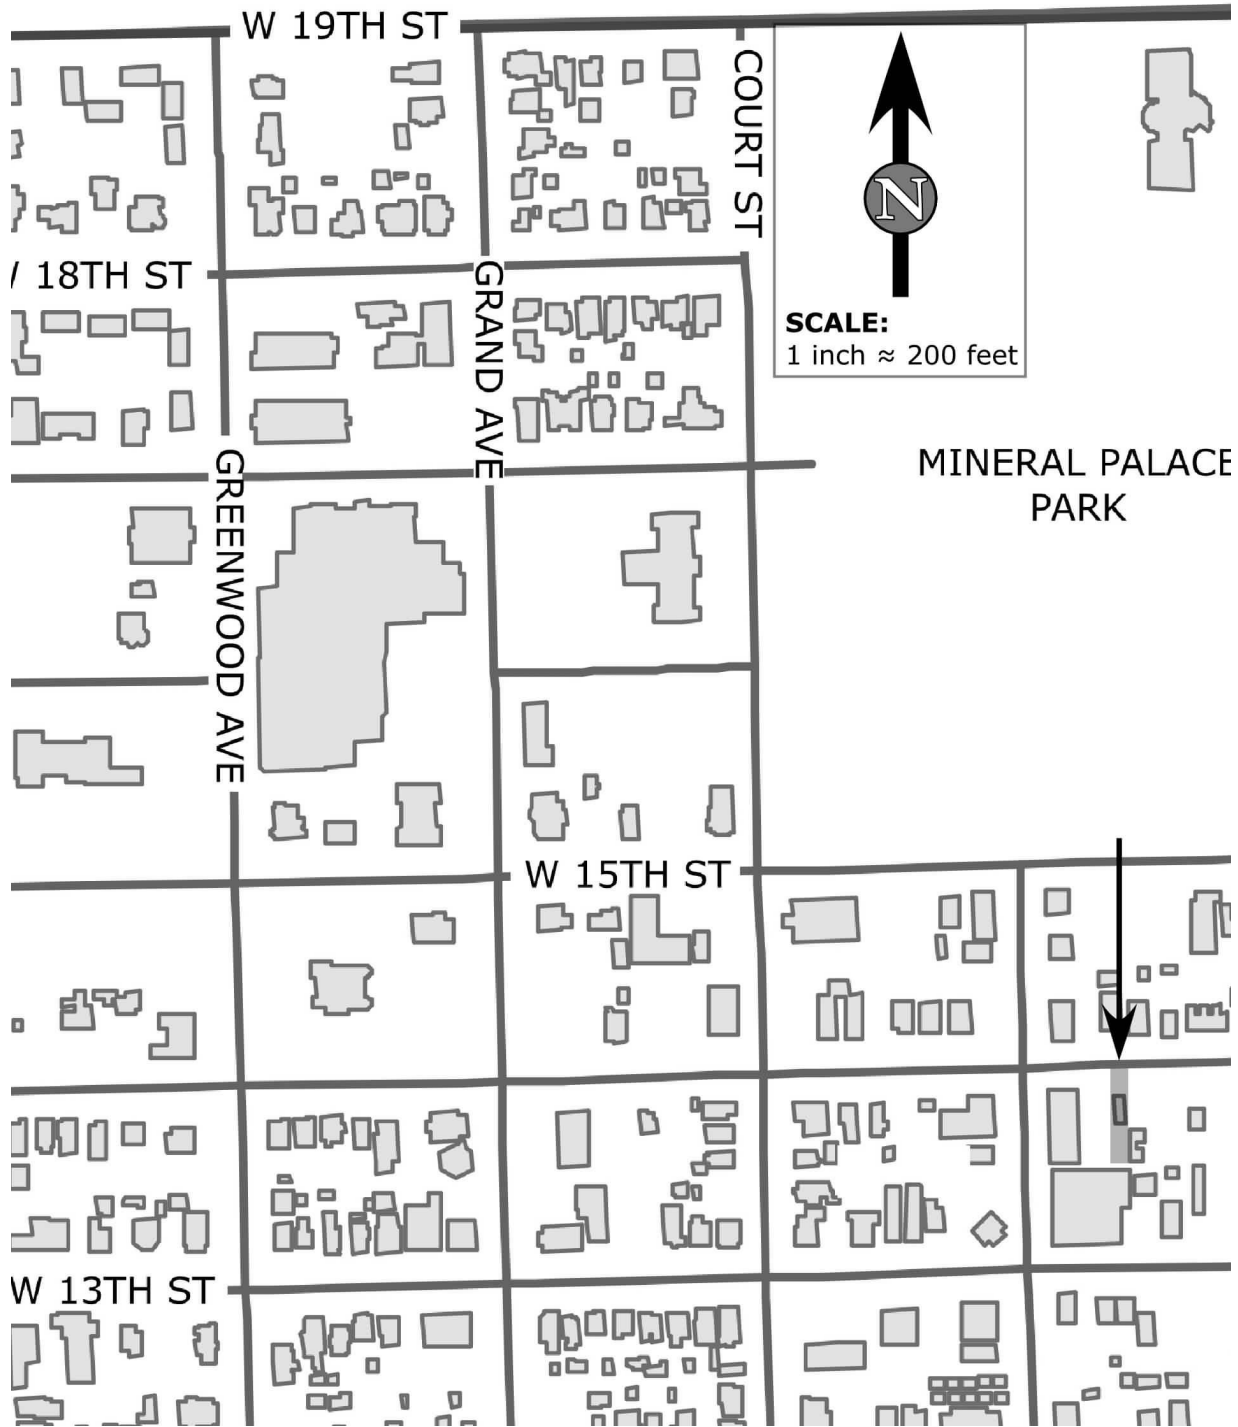 W 19TH ST
COURT ST
N
W 18TH ST
GRAND AVE
SCALE:
1 inch ≈ 200 feet
GREENWOOD AVE
MINERAL PALACE
PARK
W 15TH ST
W 13TH ST